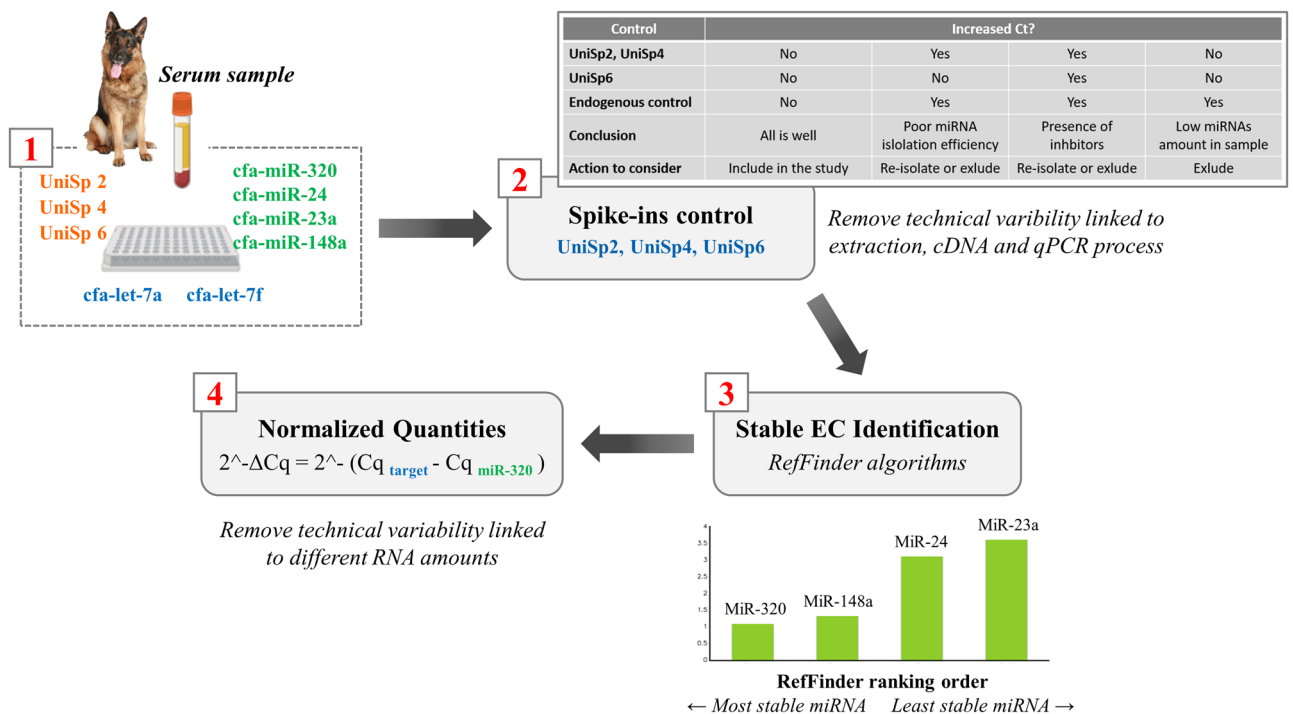 Serum sample
1
UniSp 2
UniSp 4
UniSp 6
cfa-miR-320
cfa-miR-24
cfa-miR-23a
cfa-miR-148a
cfa-let-7a cfa-let-7f
Control Increased Ct?
UniSp2, UniSp4 No Yes Yes No
UniSp6 No No Yes No
Endogenous control No Yes Yes Yes
Conclusion All is well Poor miRNA islolation efficiency Presence of inhbitors Low miRNAs amount in sample
Action to consider Include in the study Re-isolate or exlude Re-isolate or exlude Exlude
2
Spike-ins control
UniSp2, UniSp4, UniSp6
Remove technical varibility linked to
extraction, cDNA and qPCR process
3
Stable EC Identification
RefFinder algorithms
4
Normalized Quantities
2^-ΔCq = 2^- (Cq target - Cq miR-320 )
Remove technical variability linked
to different RNA amounts
4
3.5
3
2.5
2
1.5
1
0.5
0
MiR-320
MiR-148a
MiR-24
MiR-23a
RefFinder ranking order
← Most stable miRNA Least stable miRNA →